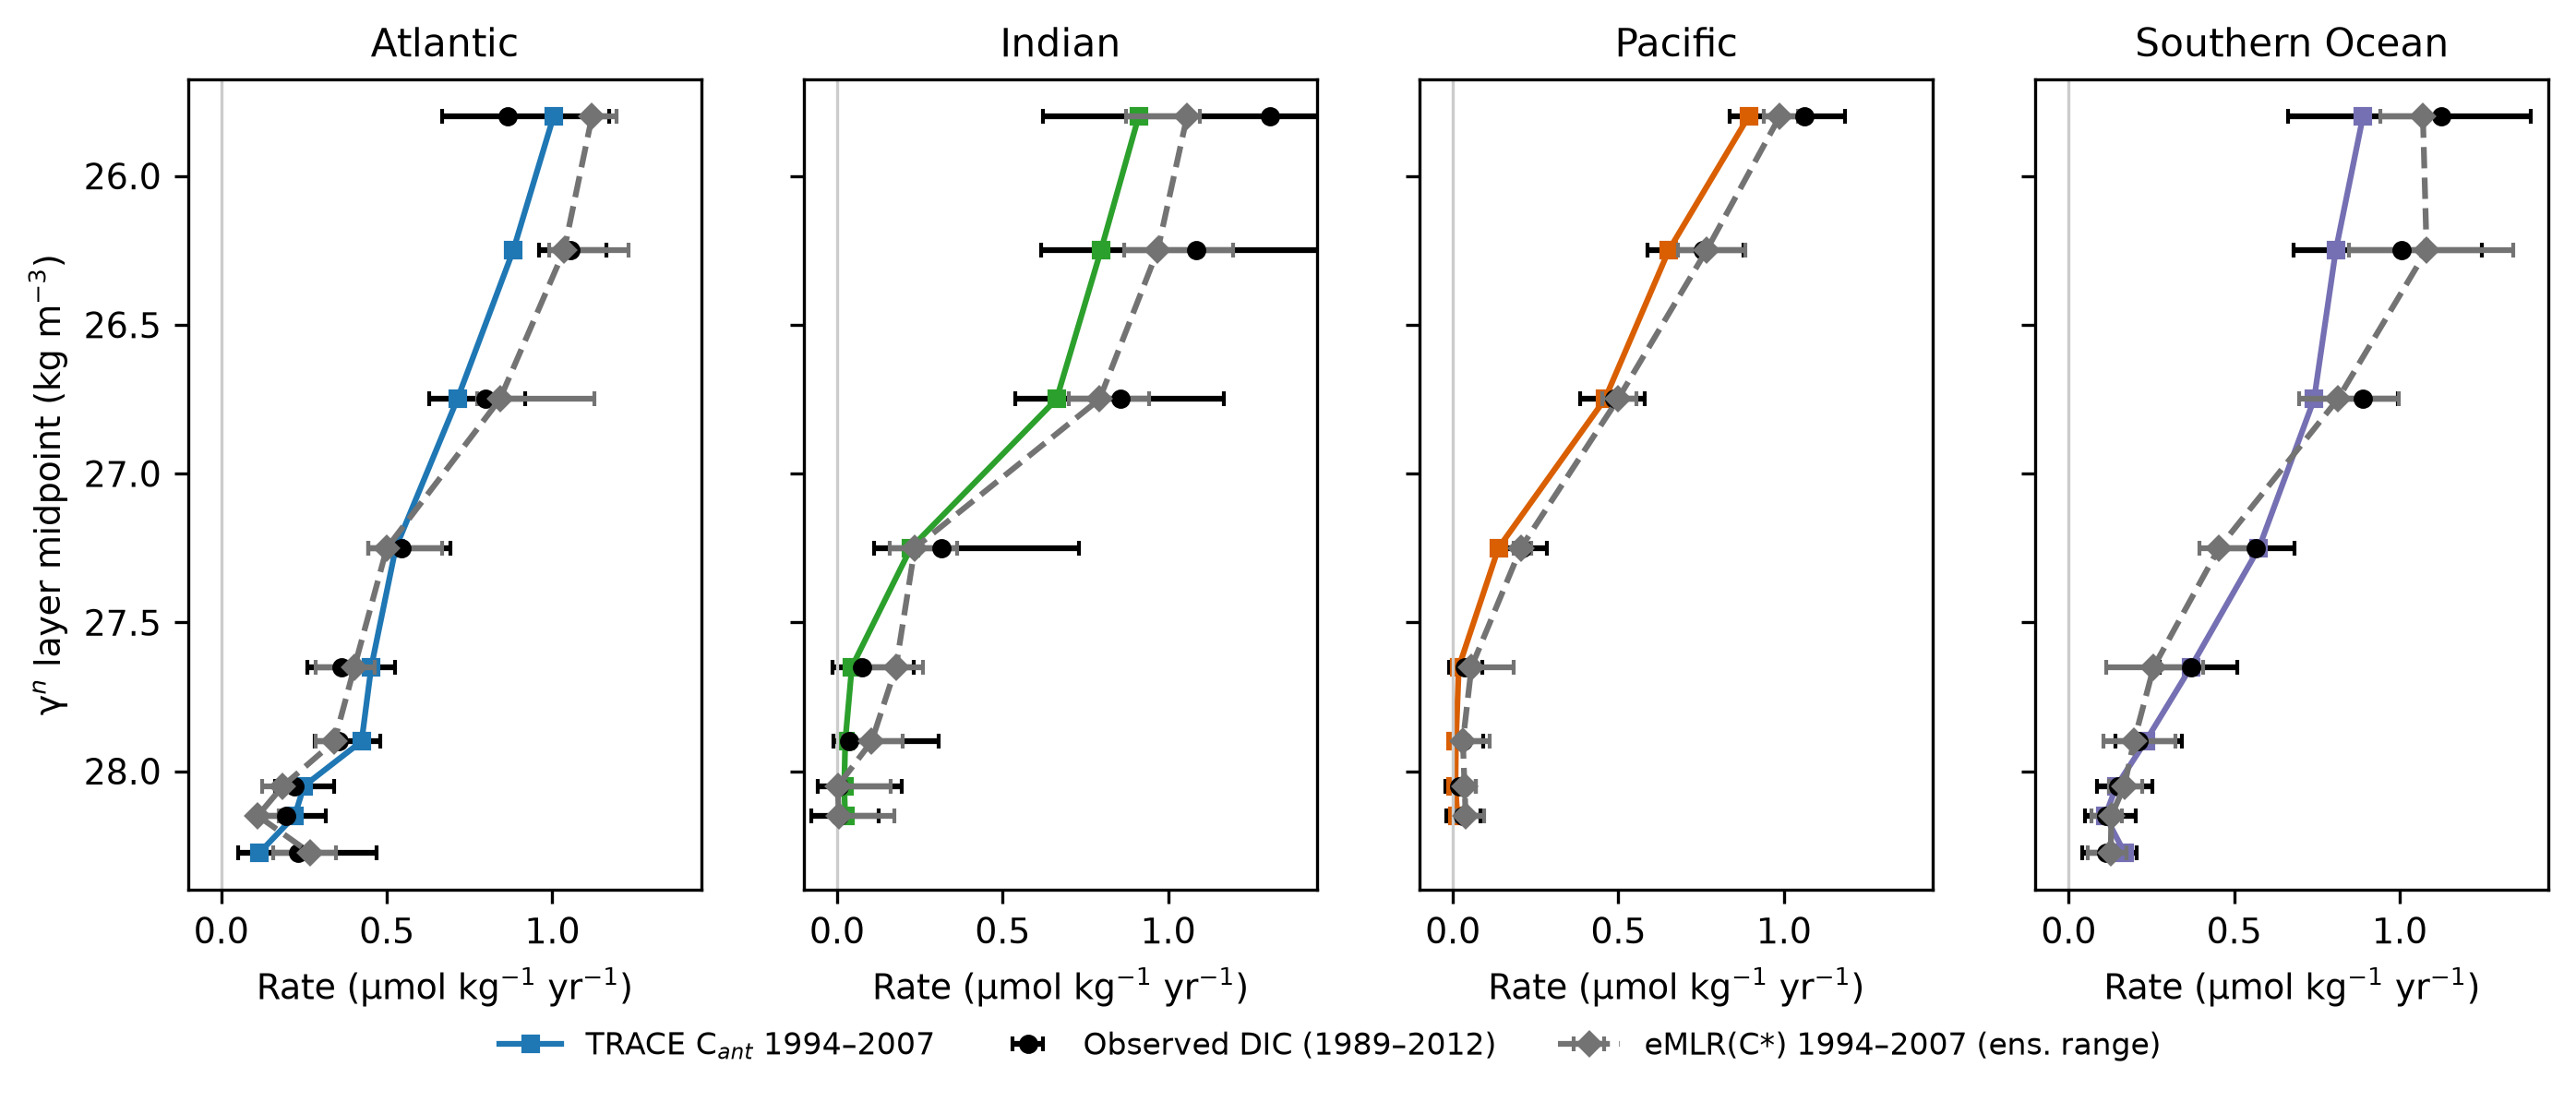 Atlantic
Indian
Pacific
Southern Ocean
γⁿ layer midpoint (kg m⁻³)
26.0
26.5
27.0
27.5
28.0
0.0 0.5 1.0
0.0 0.5 1.0
0.0 0.5 1.0
0.0 0.5 1.0
Rate (μmol kg⁻¹ yr⁻¹)
Rate (μmol kg⁻¹ yr⁻¹)
Rate (μmol kg⁻¹ yr⁻¹)
Rate (μmol kg⁻¹ yr⁻¹)
TRACE Cant 1994–2007
Observed DIC (1989–2012)
eMLR(C*) 1994–2007 (ens. range)